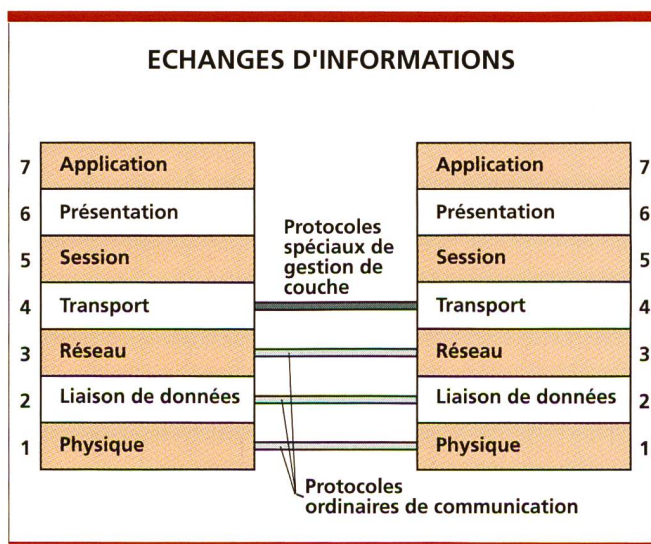 ECHANGES D'INFORMATIONS
7 Application
6 Présentation
5 Session
4 Transport
3 Réseau
2 Liaison de données
1 Physique
Protocoles
spéciaux de
gestion de
couche
Application 7
Présentation 6
Session 5
Transport 4
Réseau 3
Liaison de données 2
Physique 1
Protocoles
ordinaires de communication